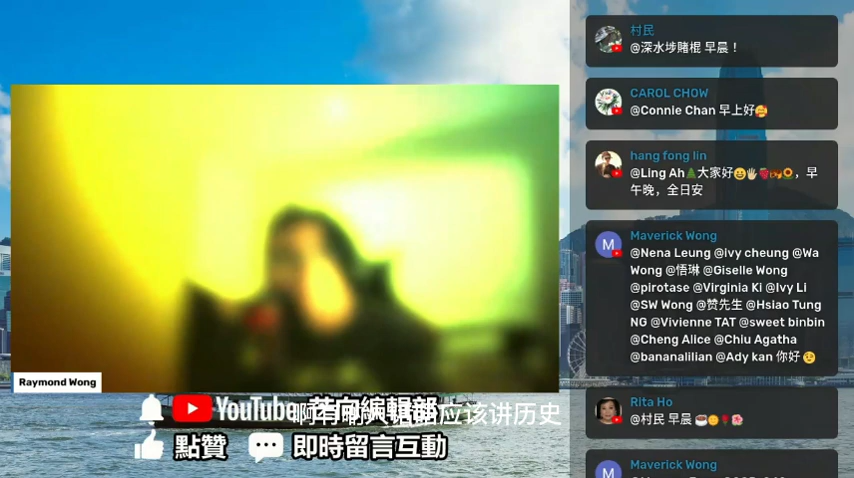 村民
@深水埗賭棍 早晨！
CAROL CHOW
@Connie Chan 早上好
hang fong lin
@Ling Ah🎄大家好😄🖐，早
午晚，全日安
Maverick Wong
@Nena Leung @ivy cheung @Wa
Wong @悟琳 @Giselle Wong
@pirotase @Virginia Ki @Ivy Li
@SW Wong @赞先生 @Hsiao Tung
NG @Vivienne TAT @sweet binbin
@Cheng Alice @Chiu Agatha
@bananalilian @Ady kan 你好
Rita Ho
@村民 早晨
Maverick Wong
Raymond Wong
YouTube
应该讲历史
點贊
即時留言互動